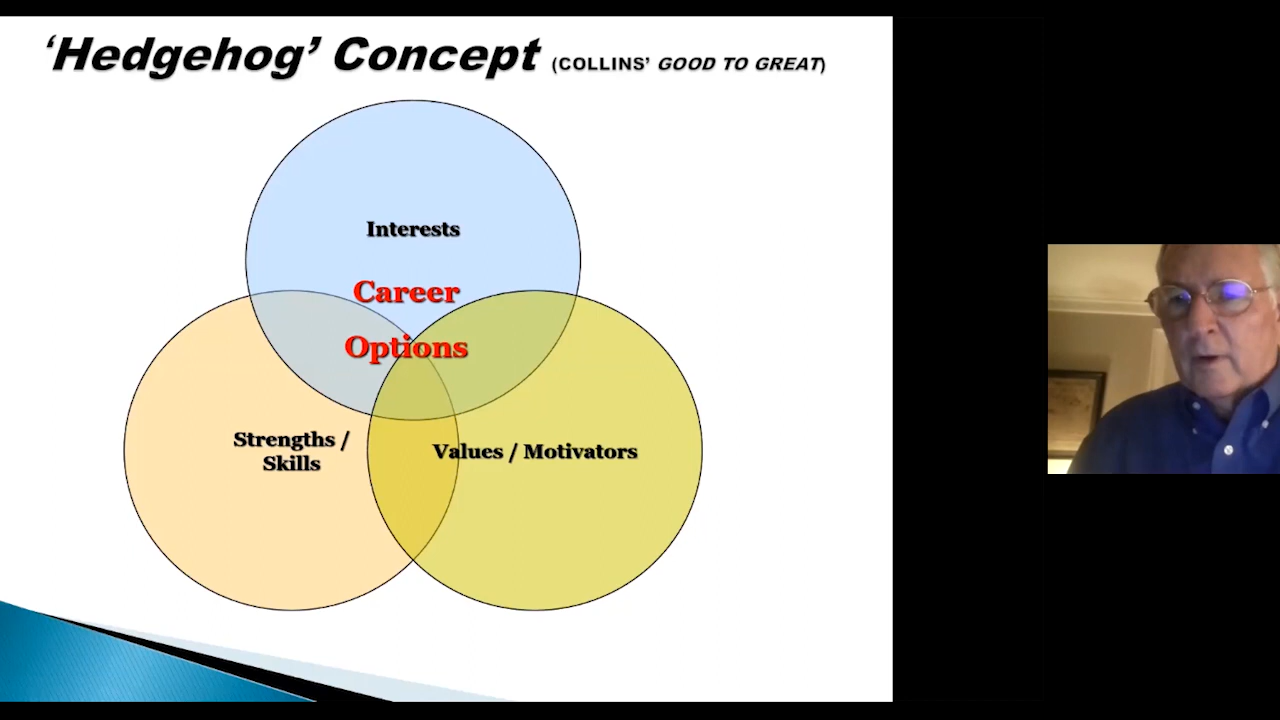 ‘Hedgehog’ Concept (COLLINS’ GOOD TO GREAT)
Interests
Career
Options
Strengths /
Skills
Values / Motivators